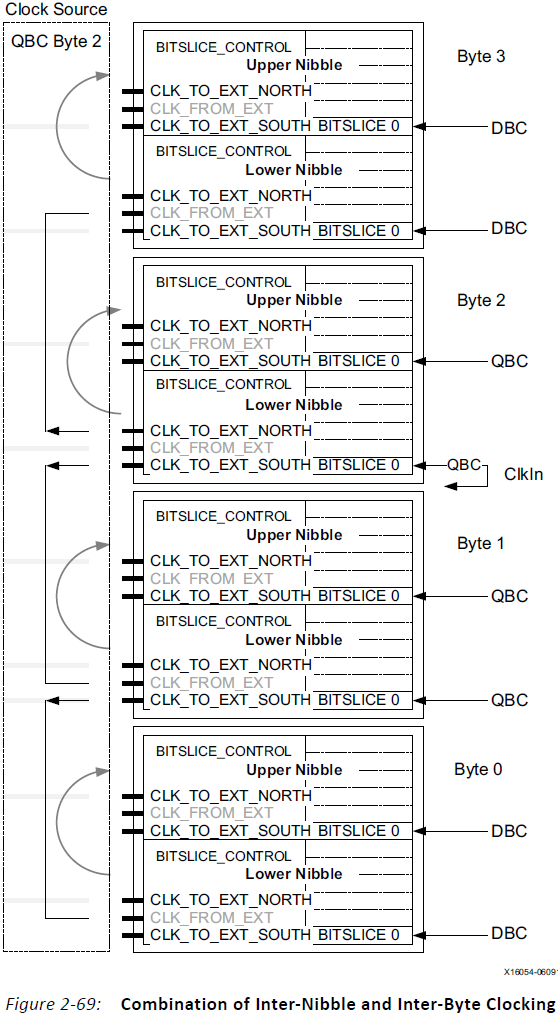 Clock Source
QBC Byte 2
BITSLICE_CONTROL
Upper Nibble
Byte 3
CLK_TO_EXT_NORTH
CLK_FROM_EXT
CLK_TO_EXT_SOUTH BITSLICE 0
DBC
BITSLICE_CONTROL
Lower Nibble
CLK_TO_EXT_NORTH
CLK_FROM_EXT
CLK_TO_EXT_SOUTH BITSLICE 0
DBC
BITSLICE_CONTROL
Upper Nibble
Byte 2
CLK_TO_EXT_NORTH
CLK_FROM_EXT
CLK_TO_EXT_SOUTH BITSLICE 0
QBC
BITSLICE_CONTROL
Lower Nibble
CLK_TO_EXT_NORTH
CLK_FROM_EXT
CLK_TO_EXT_SOUTH BITSLICE 0
QBC
ClkIn
BITSLICE_CONTROL
Upper Nibble
Byte 1
CLK_TO_EXT_NORTH
CLK_FROM_EXT
CLK_TO_EXT_SOUTH BITSLICE 0
QBC
BITSLICE_CONTROL
Lower Nibble
CLK_TO_EXT_NORTH
CLK_FROM_EXT
CLK_TO_EXT_SOUTH BITSLICE 0
QBC
BITSLICE_CONTROL
Upper Nibble
Byte 0
CLK_TO_EXT_NORTH
CLK_FROM_EXT
CLK_TO_EXT_SOUTH BITSLICE 0
DBC
BITSLICE_CONTROL
Lower Nibble
CLK_TO_EXT_NORTH
CLK_FROM_EXT
CLK_TO_EXT_SOUTH BITSLICE 0
DBC
X16054-06091
Figure 2-69: Combination of Inter-Nibble and Inter-Byte Clocking